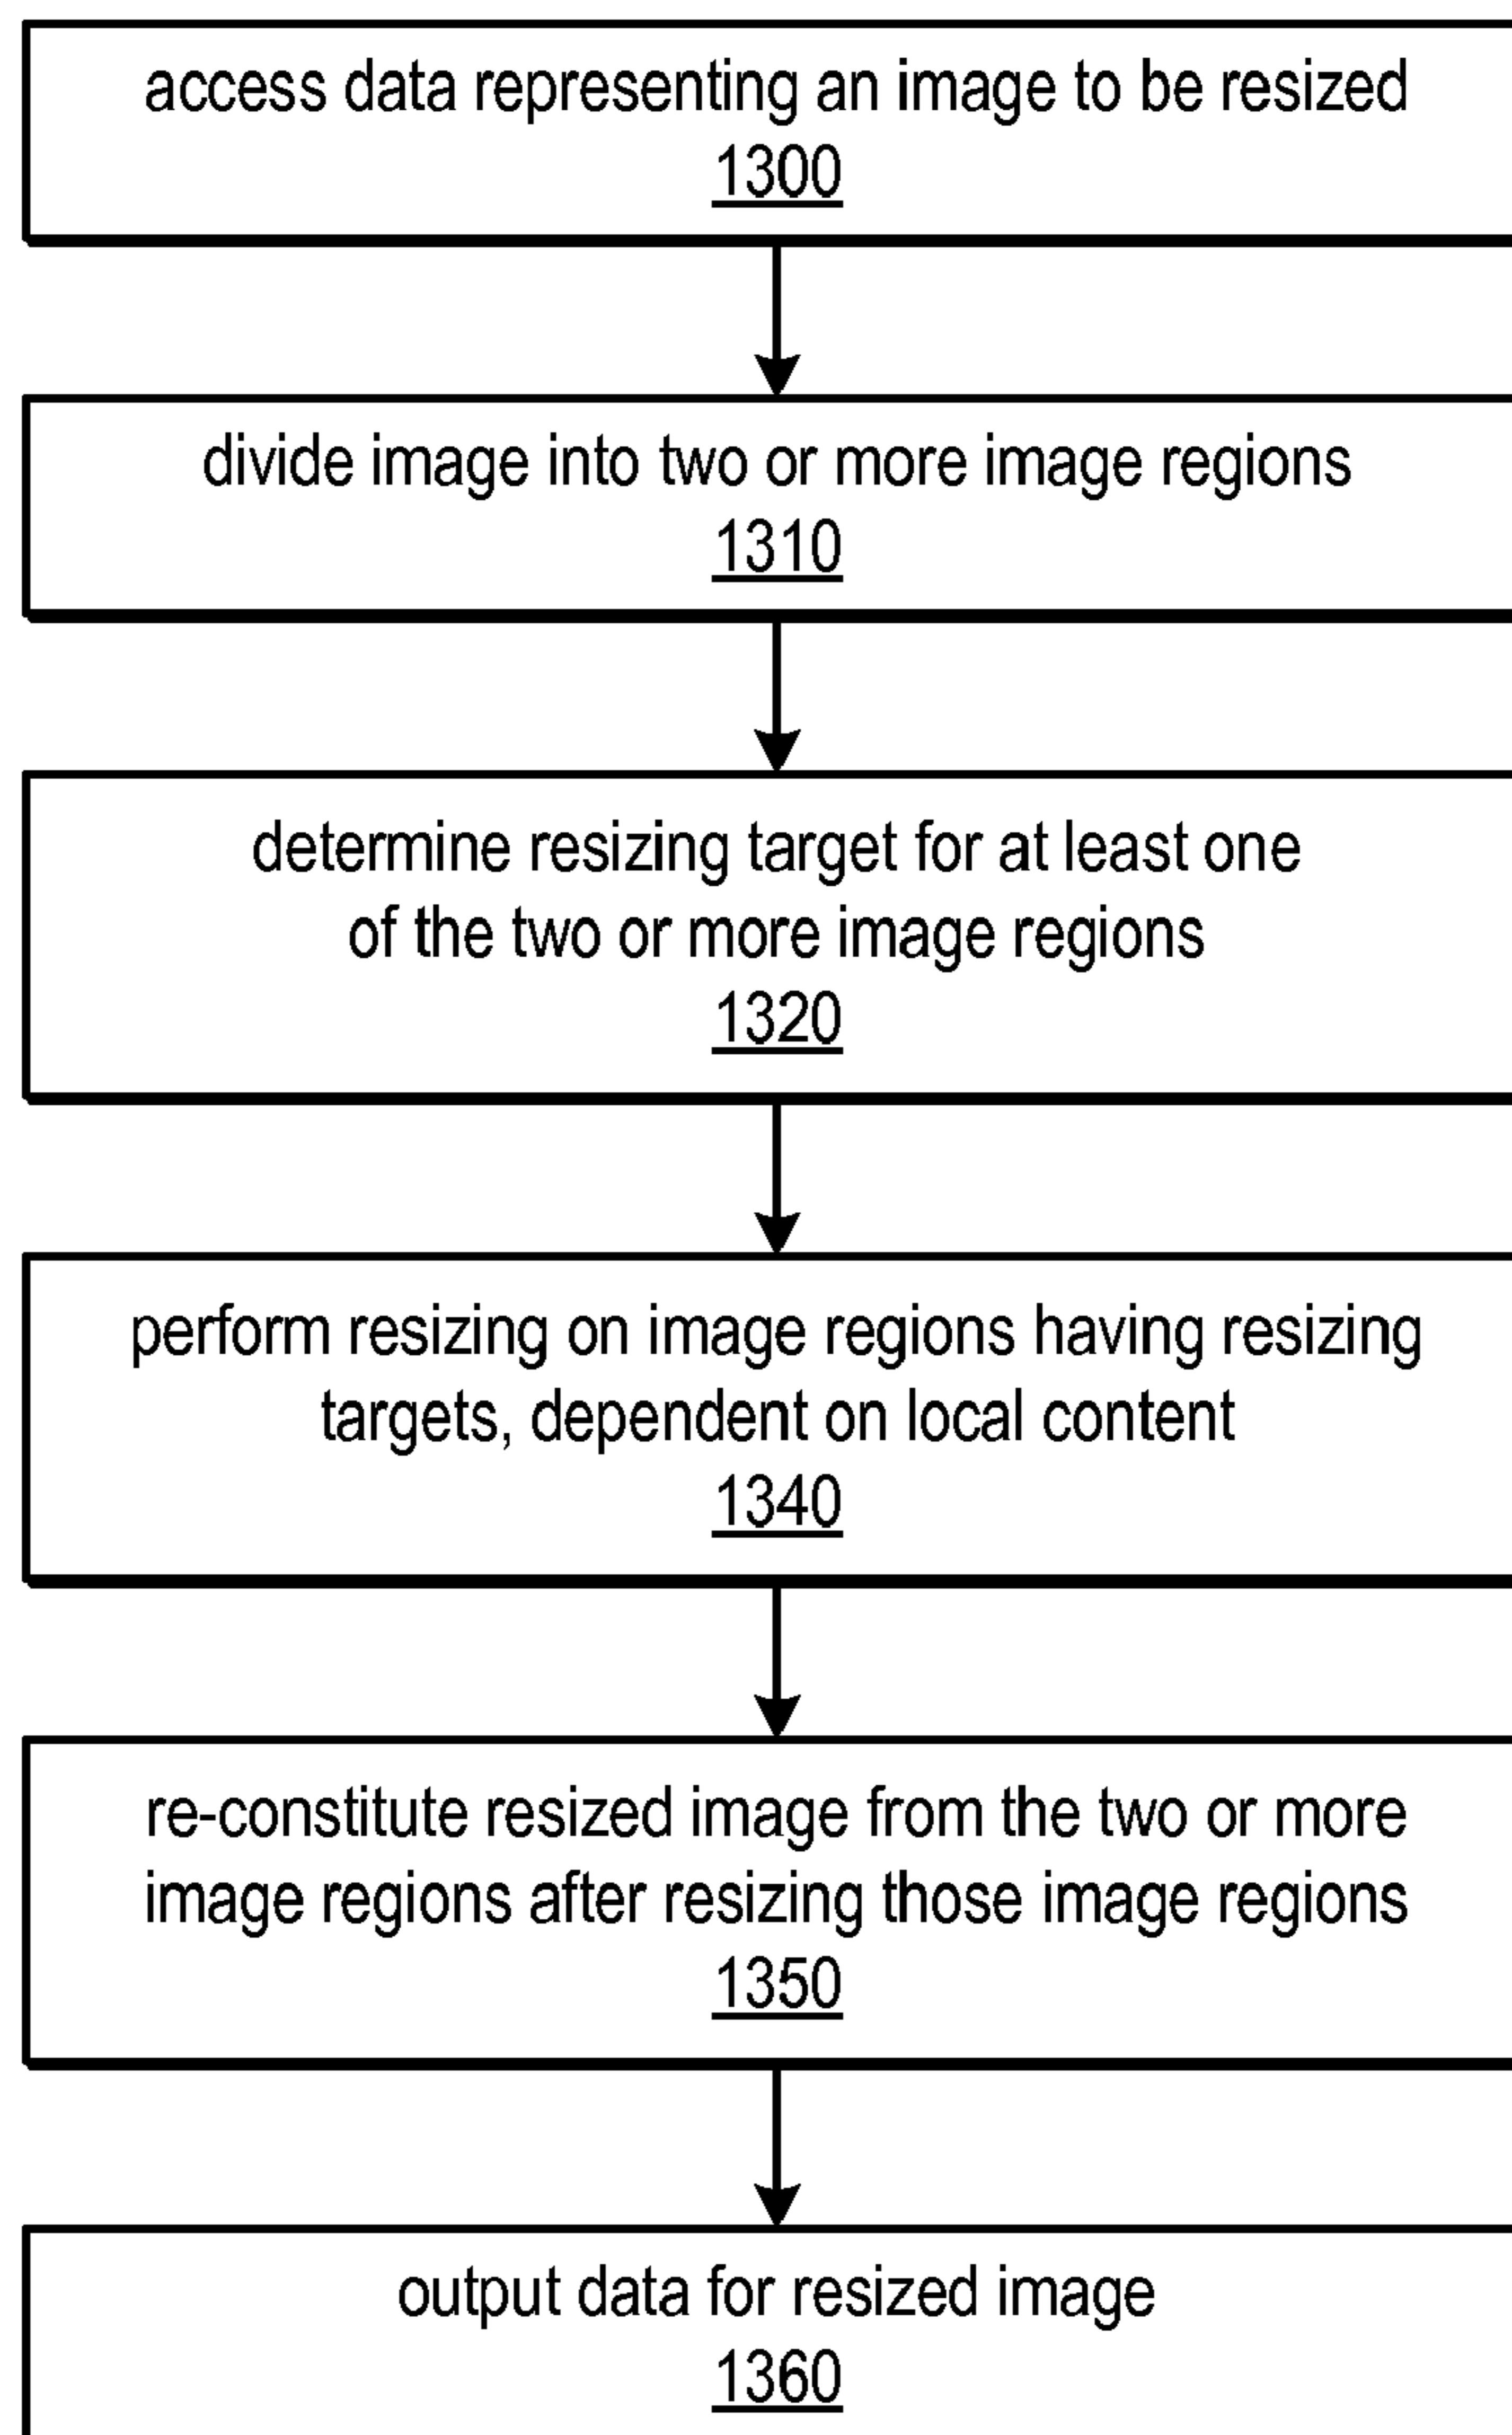 access data representing an image to be resized
1300
divide image into two or more image regions
1310
determine resizing target for at least one
of the two or more image regions
1320
perform resizing on image regions having resizing
targets, dependent on local content
1340
re-constitute resized image from the two or more
image regions after resizing those image regions
1350
output data for resized image
1360